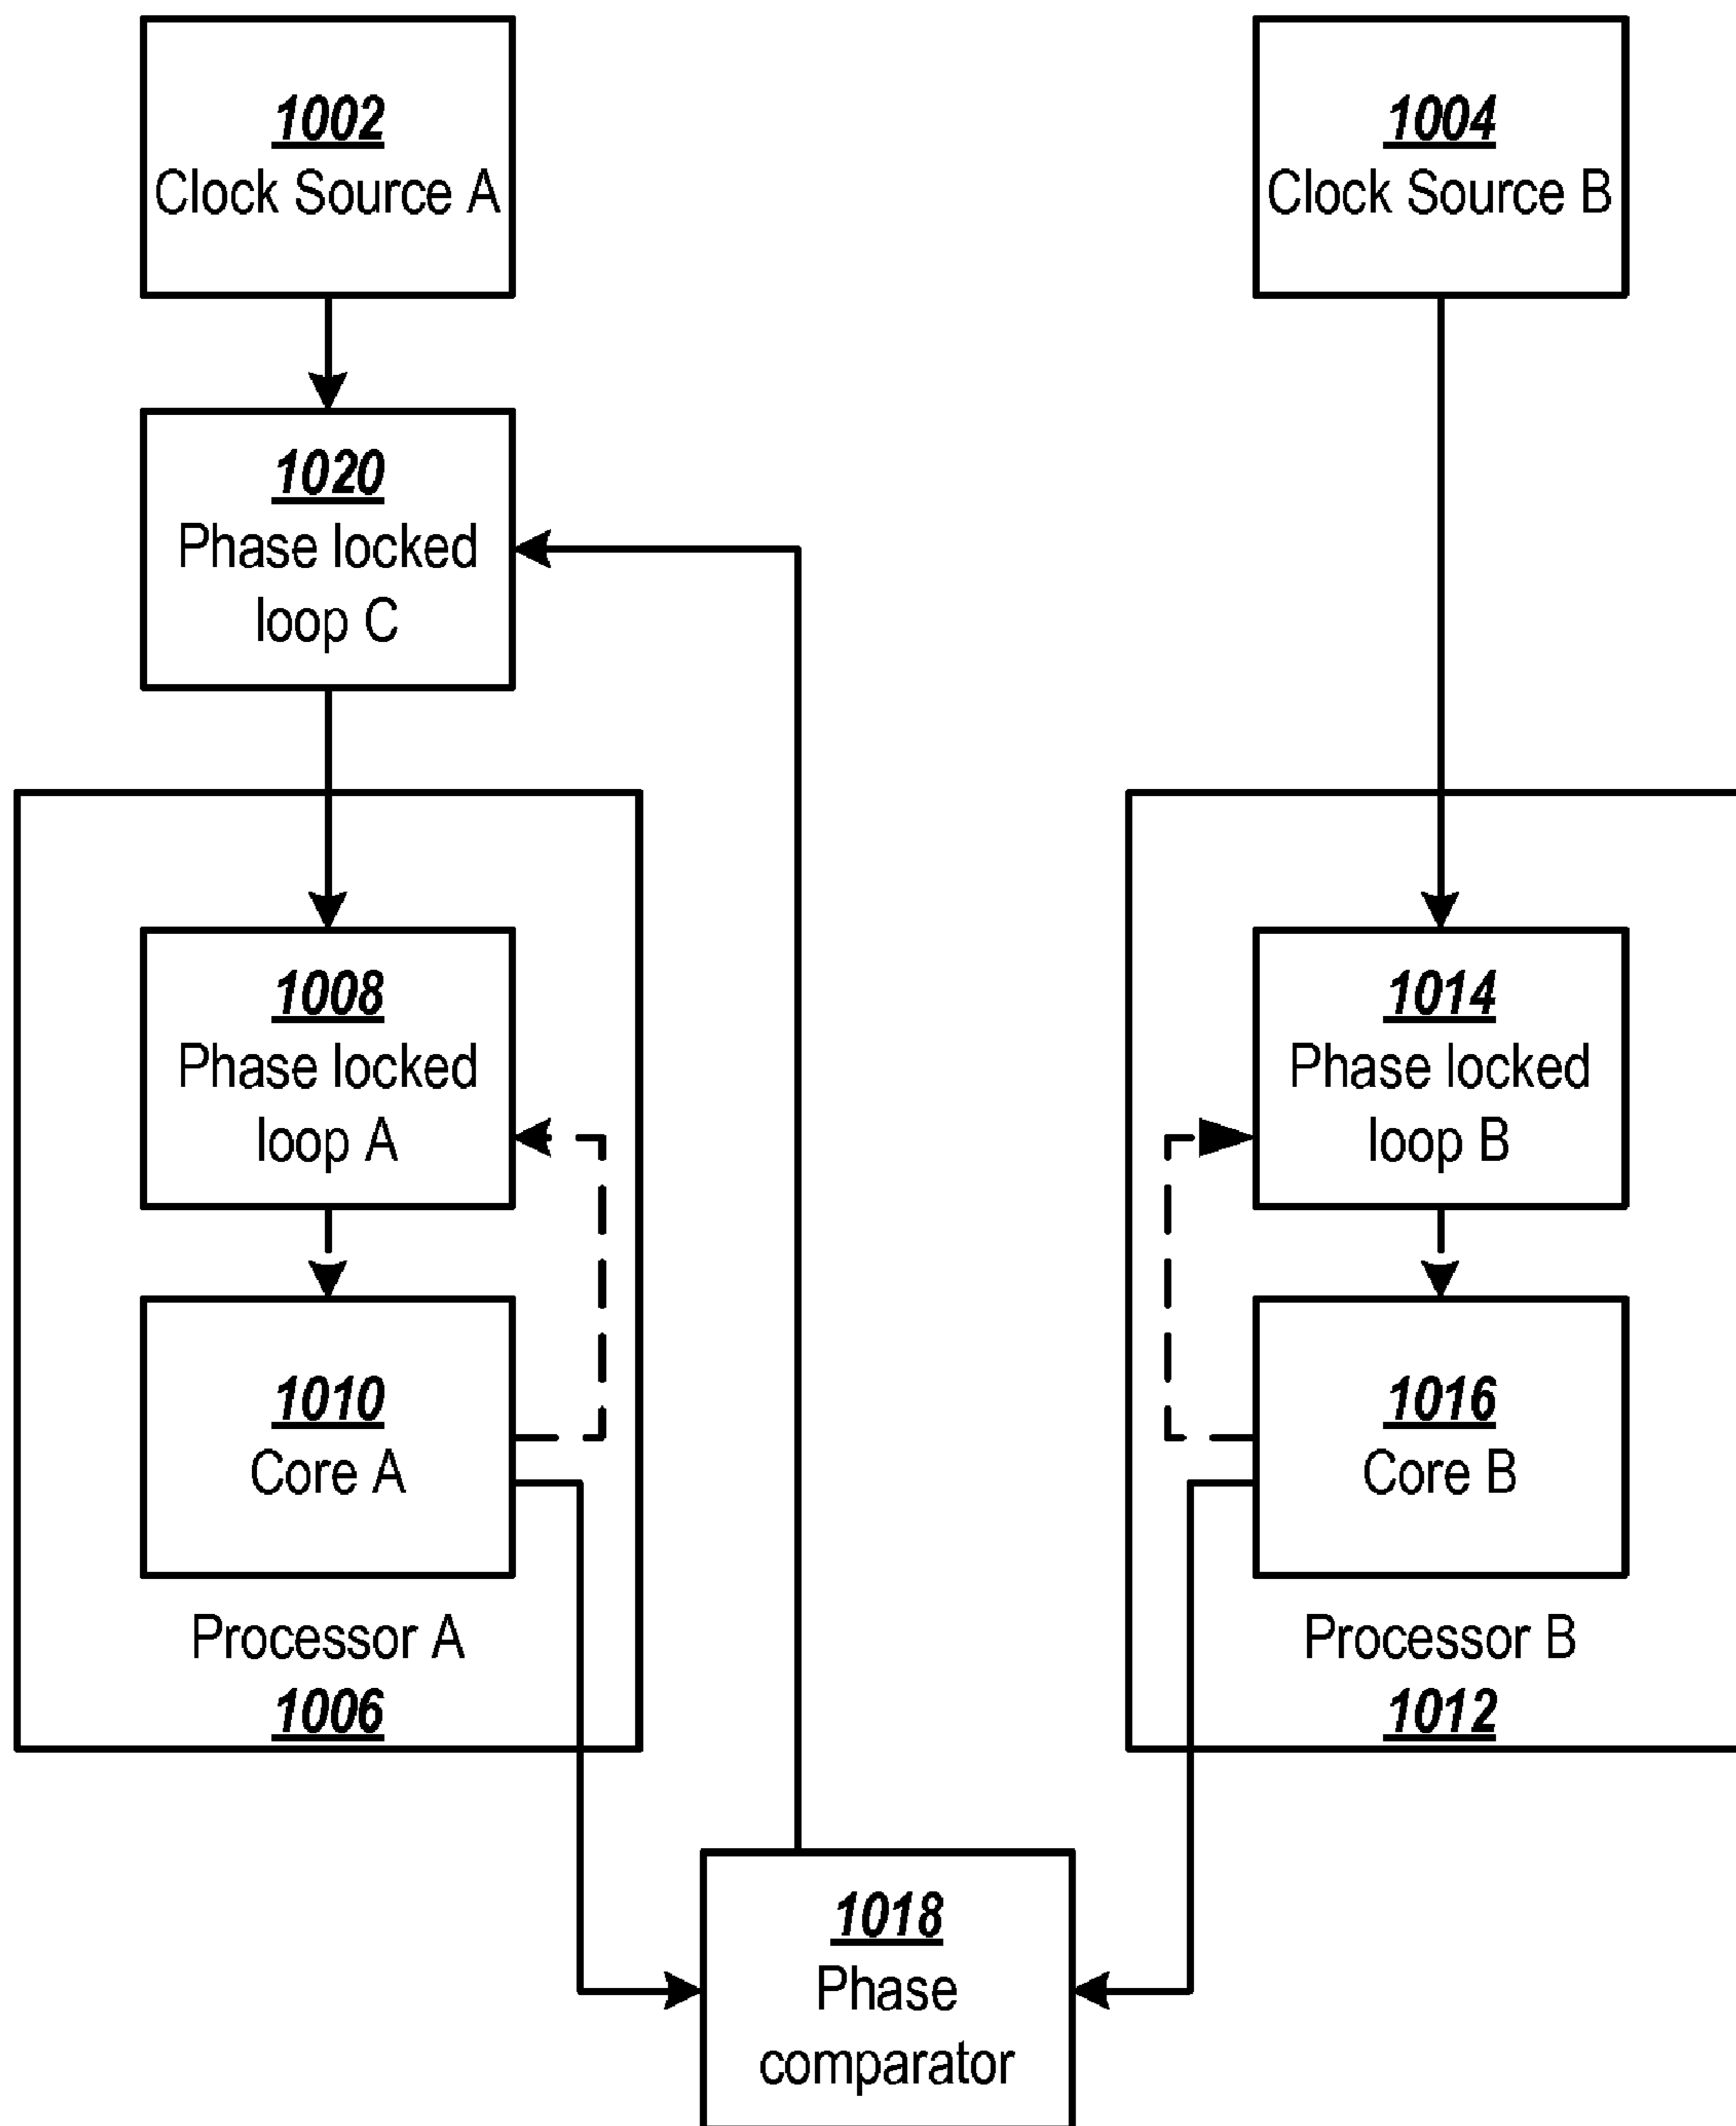 1002
Clock Source A
1004
Clock Source B
1020
Phase locked
loop C
1008
Phase locked
loop A
1014
Phase locked
loop B
1010
Core A
1016
Core B
Processor A
1006
Processor B
1012
1018
Phase
comparator